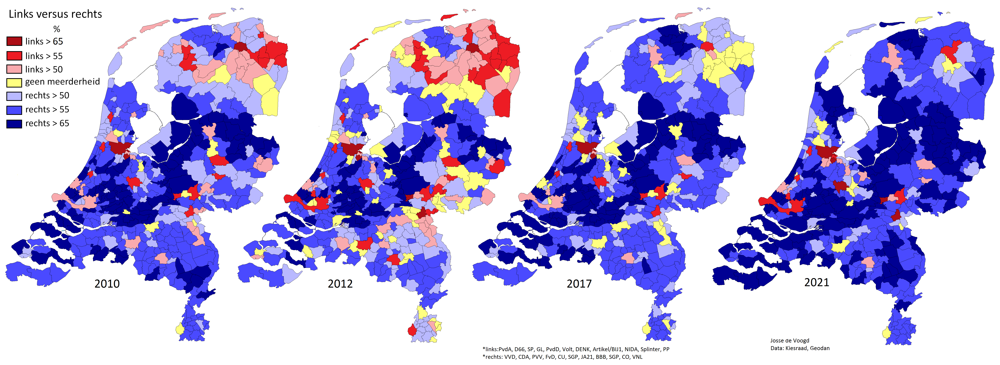 Links versus rechts
%
links > 65
links > 55
links > 50
geen meerderheid
rechts > 50
rechts > 55
rechts > 65
2010
2012
2017
2021
*links:PvdA, D66, SP, GL, PvdD, Volt, DENK, Artikel/BIJ1, NIDA, Splinter, PP
*rechts: VVD, CDA, PVV, FvD, CU, SGP, JA21, BBB, SGP, CO, VNL
Josse de Voogd
Data: Kiesraad, Geodan